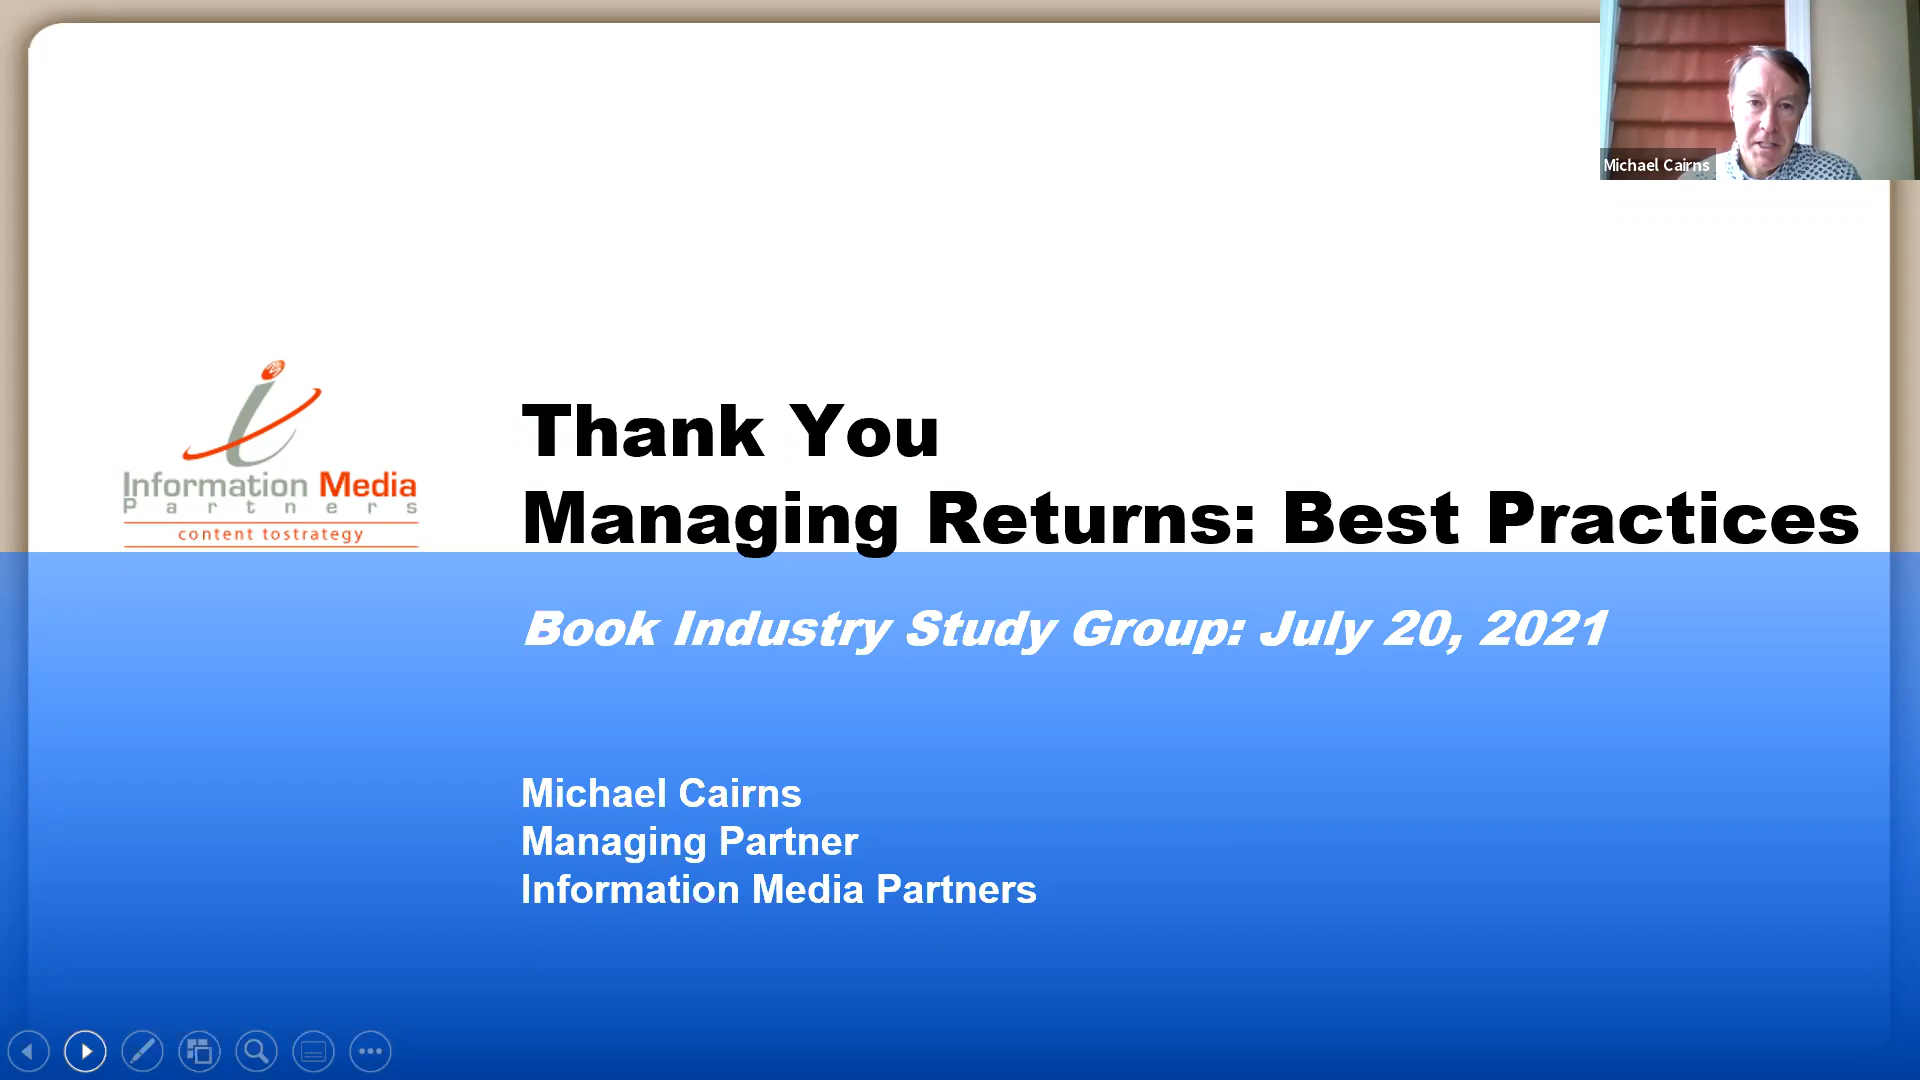 Michael Cairns
Information Media
Partners
content tostrategy
Thank You
Managing Returns: Best Practices
Book Industry Study Group: July 20, 2021
Michael Cairns
Managing Partner
Information Media Partners